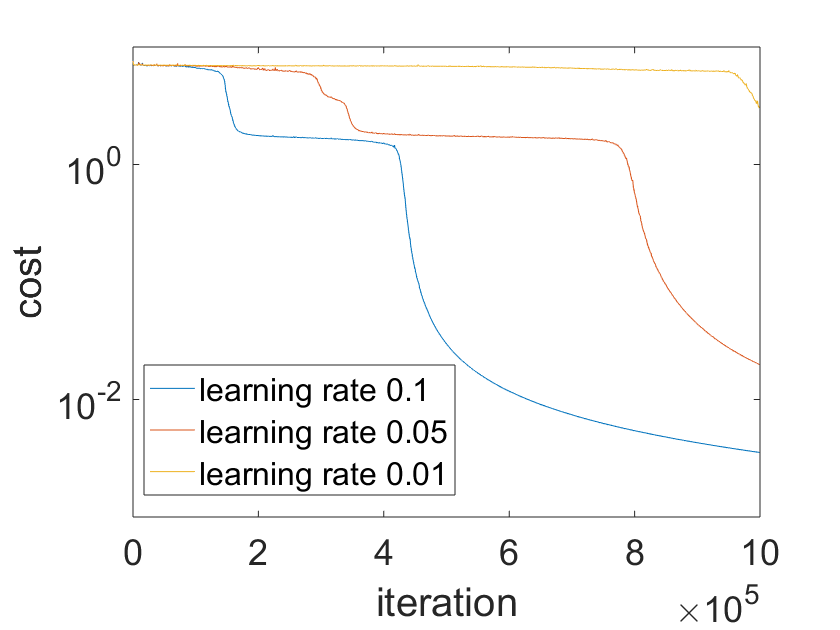 cost
10^0
10^-2
learning rate 0.1
learning rate 0.05
learning rate 0.01
0 2 4 6 8 10
iteration
×10^5